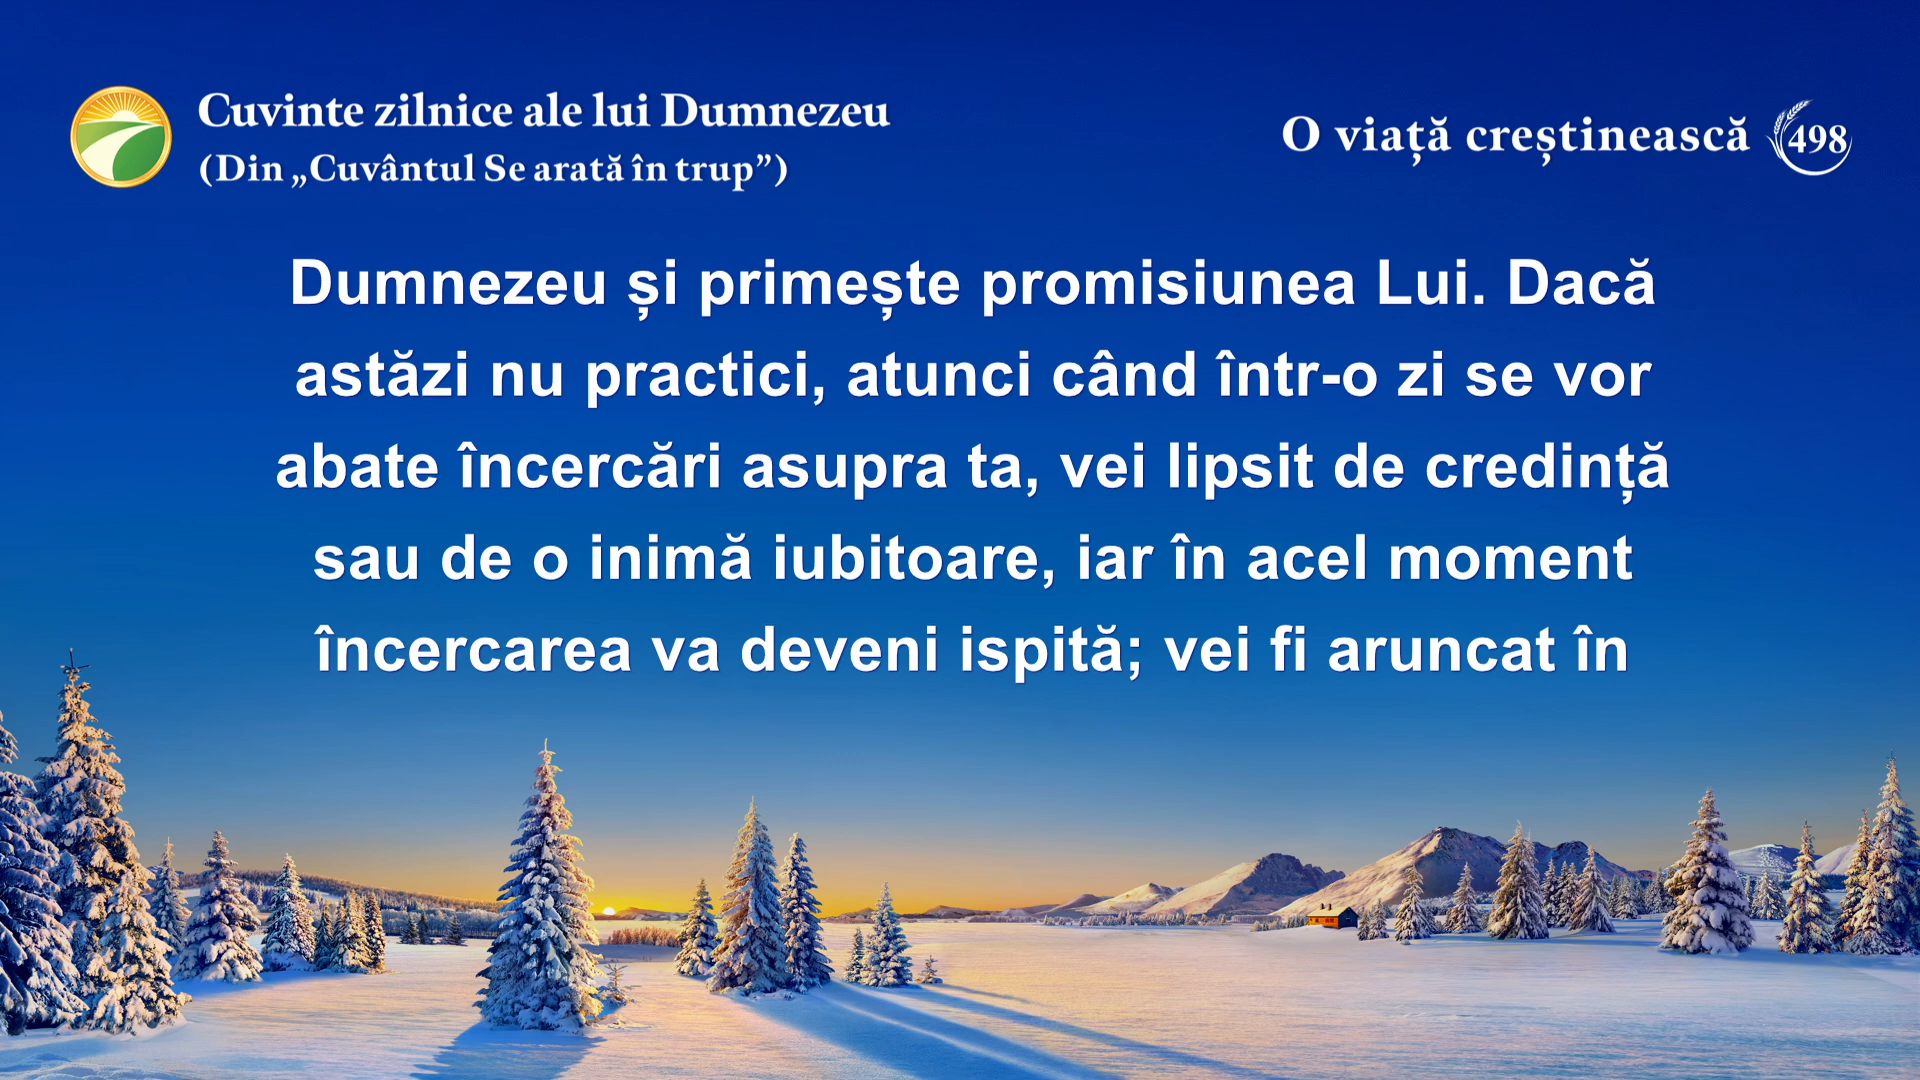 Cuvinte zilnice ale lui Dumnezeu
(Din „Cuvântul Se arată în trup”)
O viață creștinească 498
Dumnezeu și primește promisiunea Lui. Dacă
astăzi nu practici, atunci când într-o zi se vor
abate încercări asupra ta, vei lipsit de credință
sau de o inimă iubitoare, iar în acel moment
încercarea va deveni ispită; vei fi aruncat în